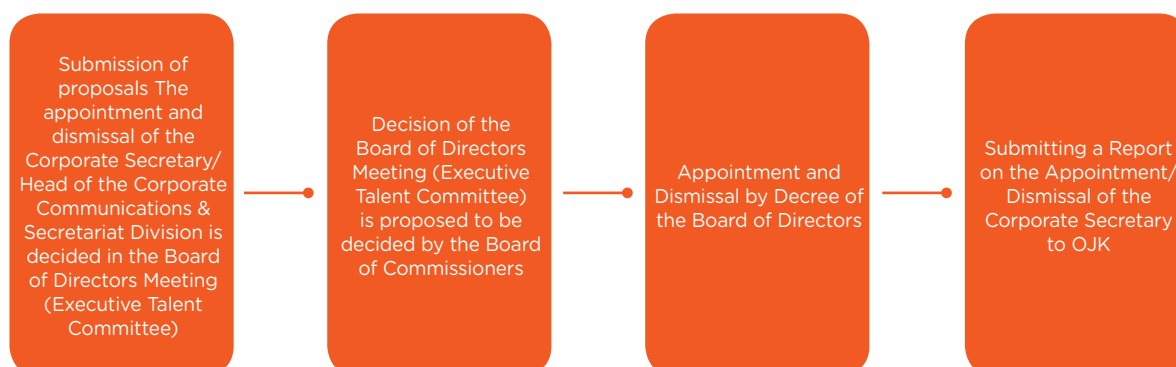 Submission of
proposals The
appointment and
dismissal of the
Corporate Secretary/
Head of the Corporate
Communications &
Secretariat Division is
decided in the Board
of Directors Meeting
(Executive Talent
Committee)
Decision of the
Board of Directors
Meeting (Executive
Talent Committee)
is proposed to be
decided by the Board
of Commissioners
Appointment and
Dismissal by Decree of
the Board of Directors
Submitting a Report
on the Appointment/
Dismissal of the
Corporate Secretary
to OJK